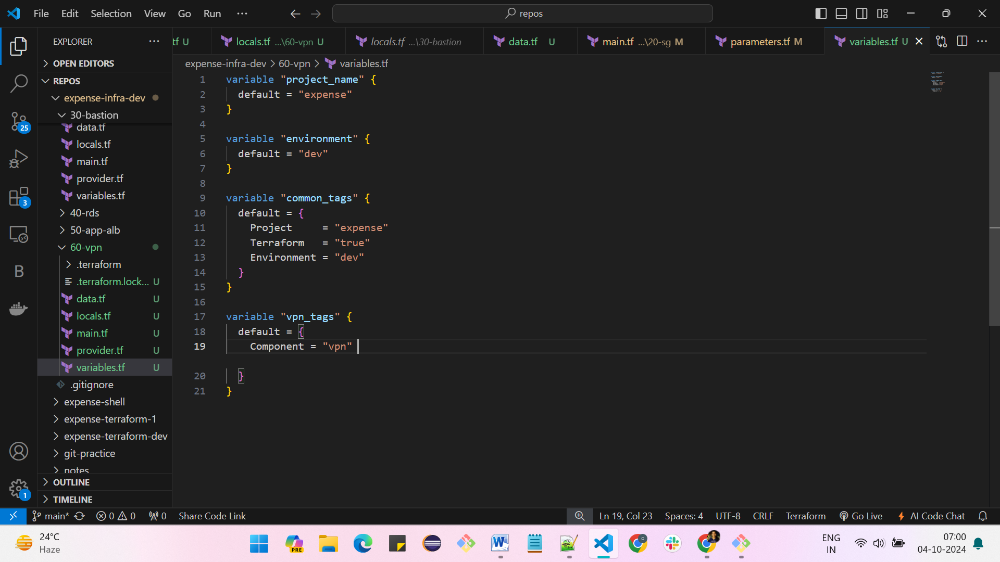 File Edit Selection View Go Run ···
repos
EXPLORER
OPEN EDITORS
REPOS
expense-infra-dev
30-bastion
data.tf
locals.tf
main.tf
provider.tf
variables.tf
40-rds
50-app-alb
60-vpn
.terraform
.terraform.lock... U
data.tf U
locals.tf U
main.tf U
provider.tf U
variables.tf U
.gitignore
expense-shell
expense-terraform-1
expense-terraform-dev
git-practice
notes
OUTLINE
TIMELINE
25
3
B
1
tf U
locals.tf ...\60-vpn U
locals.tf ...\30-bastion
data.tf U
main.tf ...\20-sg M
parameters.tf M
variables.tf U
expense-infra-dev > 60-vpn > variables.tf
1 variable "project_name" {
2 default = "expense"
3 }
4
5 variable "environment" {
6 default = "dev"
7 }
8
9 variable "common_tags" {
10 default = {
11 Project = "expense"
12 Terraform = "true"
13 Environment = "dev"
14 }
15 }
16
17 variable "vpn_tags" {
18 default = {
19 Component = "vpn"
20 }
21 }
main* 0 0 0 Share Code Link
Ln 19, Col 23 Spaces: 4 UTF-8 CRLF Terraform Go Live AI Code Chat
24°C
Haze
PRE
W
C
ENG
IN
07:00
04-10-2024